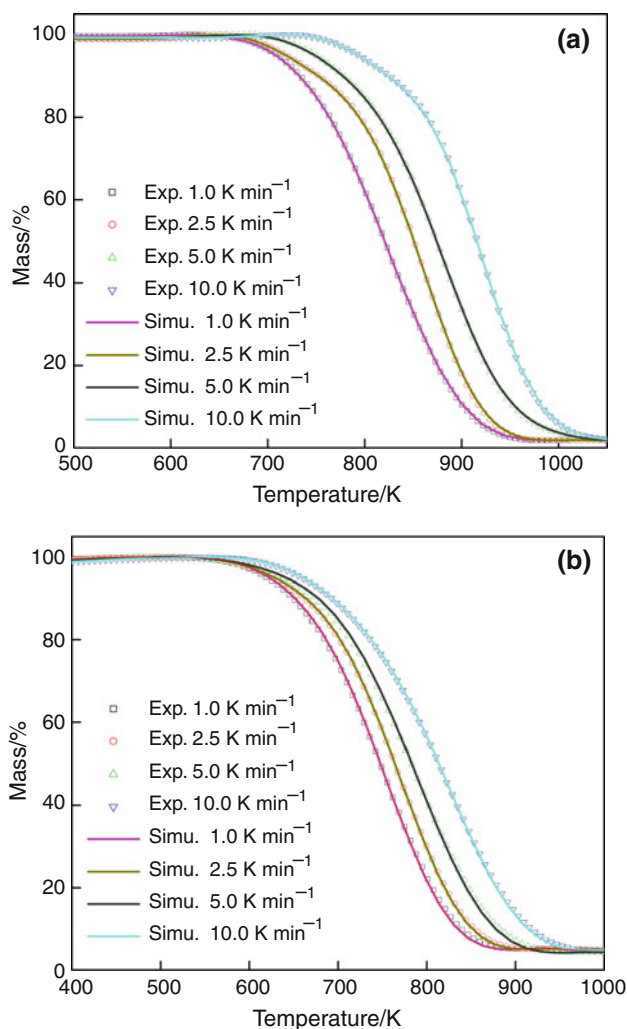 100
(a)
80
60
40
20
0
Mass/%
Exp. 1.0 K min⁻¹
Exp. 2.5 K min⁻¹
Exp. 5.0 K min⁻¹
Exp. 10.0 K min⁻¹
Simu. 1.0 K min⁻¹
Simu. 2.5 K min⁻¹
Simu. 5.0 K min⁻¹
Simu. 10.0 K min⁻¹
500 600 700 800 900 1000
Temperature/K
100
(b)
80
60
40
20
0
Mass/%
Exp. 1.0 K min⁻¹
Exp. 2.5 K min⁻¹
Exp. 5.0 K min⁻¹
Exp. 10.0 K min⁻¹
Simu. 1.0 K min⁻¹
Simu. 2.5 K min⁻¹
Simu. 5.0 K min⁻¹
Simu. 10.0 K min⁻¹
400 500 600 700 800 900 1000
Temperature/K